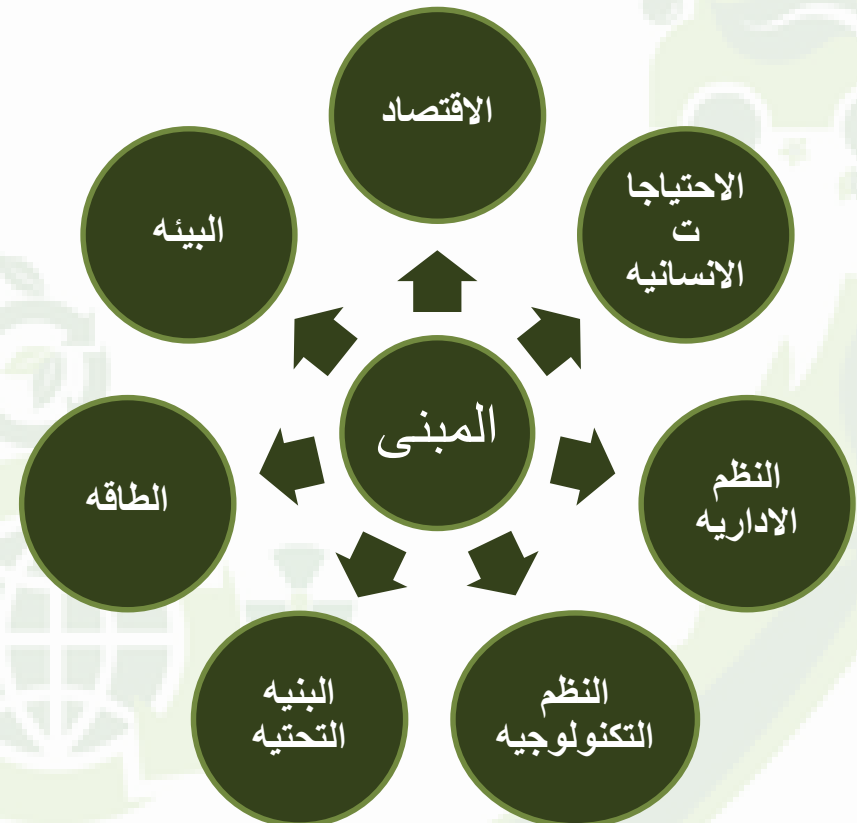 الاقتصاد
الاحتياجا
ت
الانسانيه
النظم
الاداريه
النظم
التكنولوجيه
البنيه
التحتيه
الطاقه
البيئه
المبنى